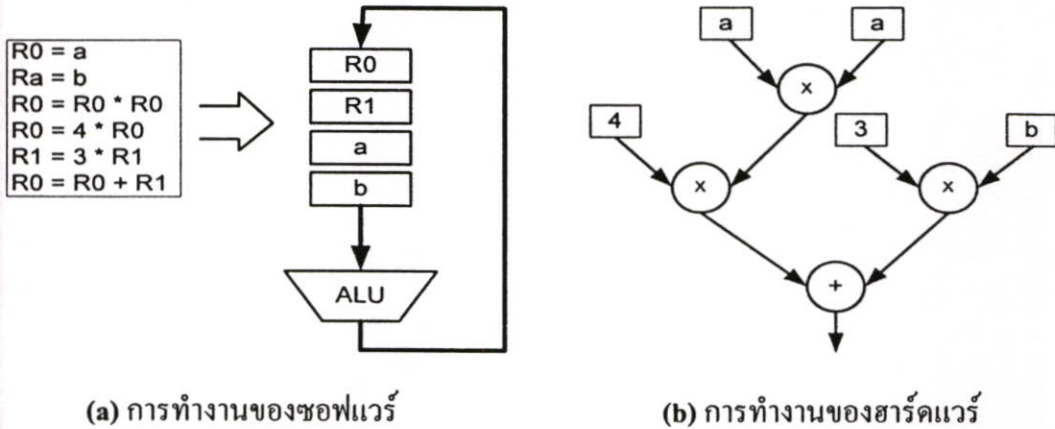 R0 = a
Ra = b
R0 = R0 * R0
R0 = 4 * R0
R1 = 3 * R1
R0 = R0 + R1
R0
R1
a
b
ALU
a
a
x
4
3
b
x
x
+
(a) การทำงานของซอฟแวร์
(b) การทำงานของฮาร์ดแวร์